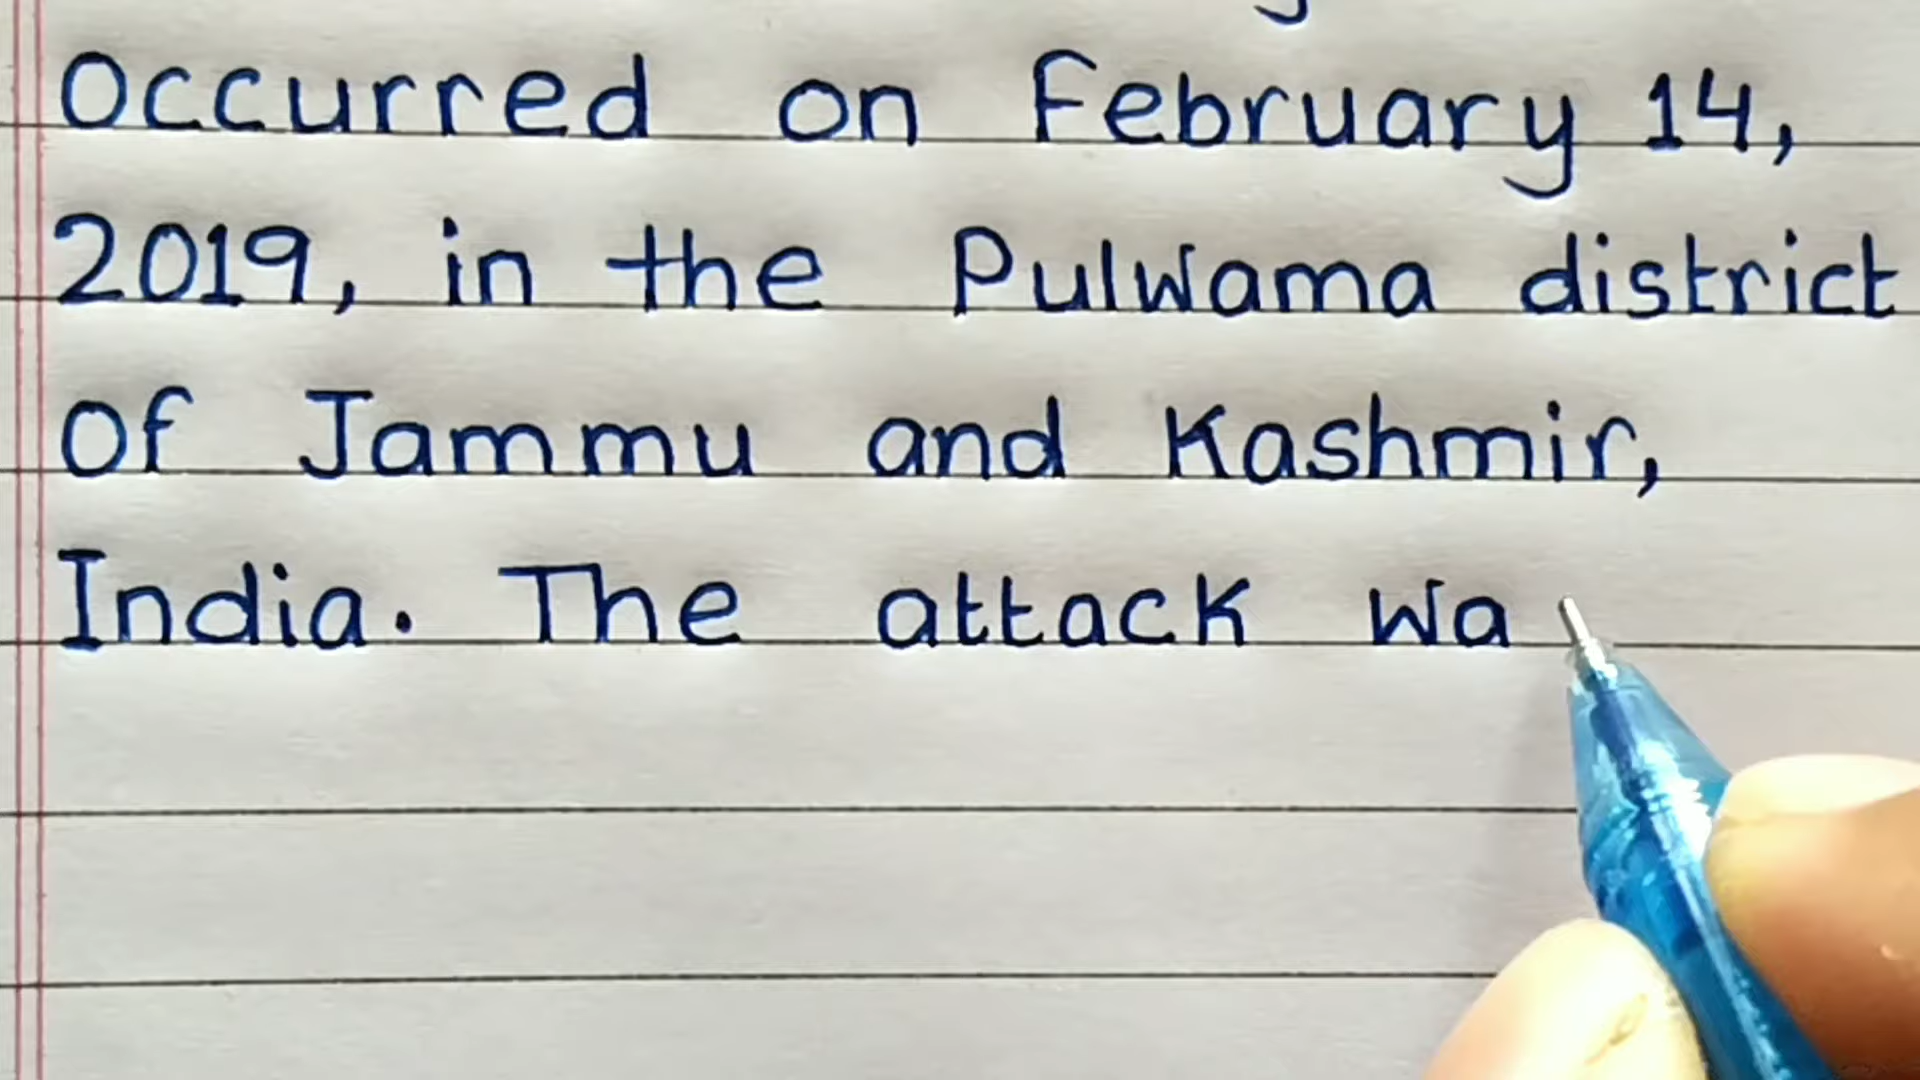 Occurred on February 14,
2019, in the Pulwama district
Of Jammu and Kashmir,
India. The attack wa